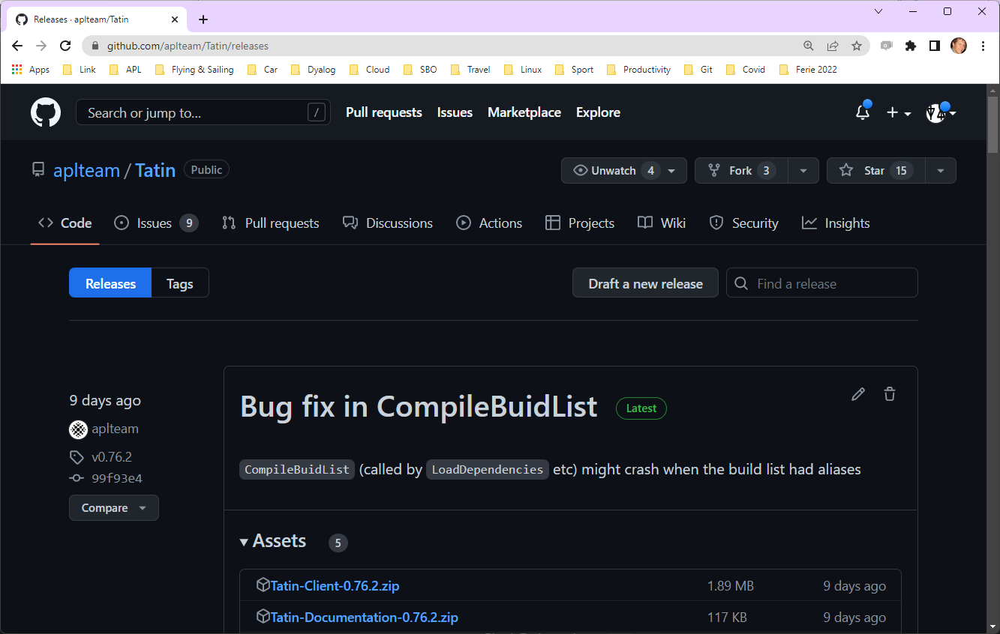 Releases · aplteam/Tatin
github.com/aplteam/Tatin/releases
Apps Link APL Flying & Sailing Car Dyalog Cloud SBO Travel Linux Sport Productivity Git Covid Ferie 2022
Search or jump to... / Pull requests Issues Marketplace Explore
aplteam / Tatin Public Unwatch 4 Fork 3 Star 15
Code Issues 9 Pull requests Discussions Actions Projects Wiki Security Insights
Releases Tags Draft a new release Find a release
9 days ago
aplteam
v0.76.2
99f93e4
Compare
Bug fix in CompileBuidList Latest
CompileBuidList (called by LoadDependencies etc) might crash when the build list had aliases
Assets 5
Tatin-Client-0.76.2.zip 1.89 MB 9 days ago
Tatin-Documentation-0.76.2.zip 117 KB 9 days ago